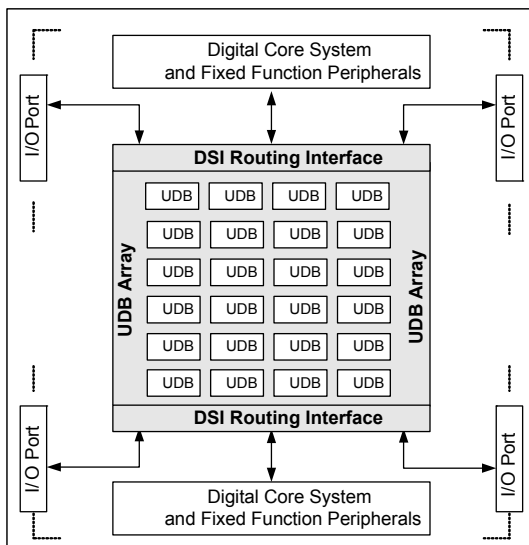 Digital Core System
and Fixed Function Peripherals
I/O Port
I/O Port
DSI Routing Interface
UDB Array
UDB Array
UDB UDB UDB UDB
UDB UDB UDB UDB
UDB UDB UDB UDB
UDB UDB UDB UDB
UDB UDB UDB UDB
UDB UDB UDB UDB
DSI Routing Interface
I/O Port
I/O Port
Digital Core System
and Fixed Function Peripherals